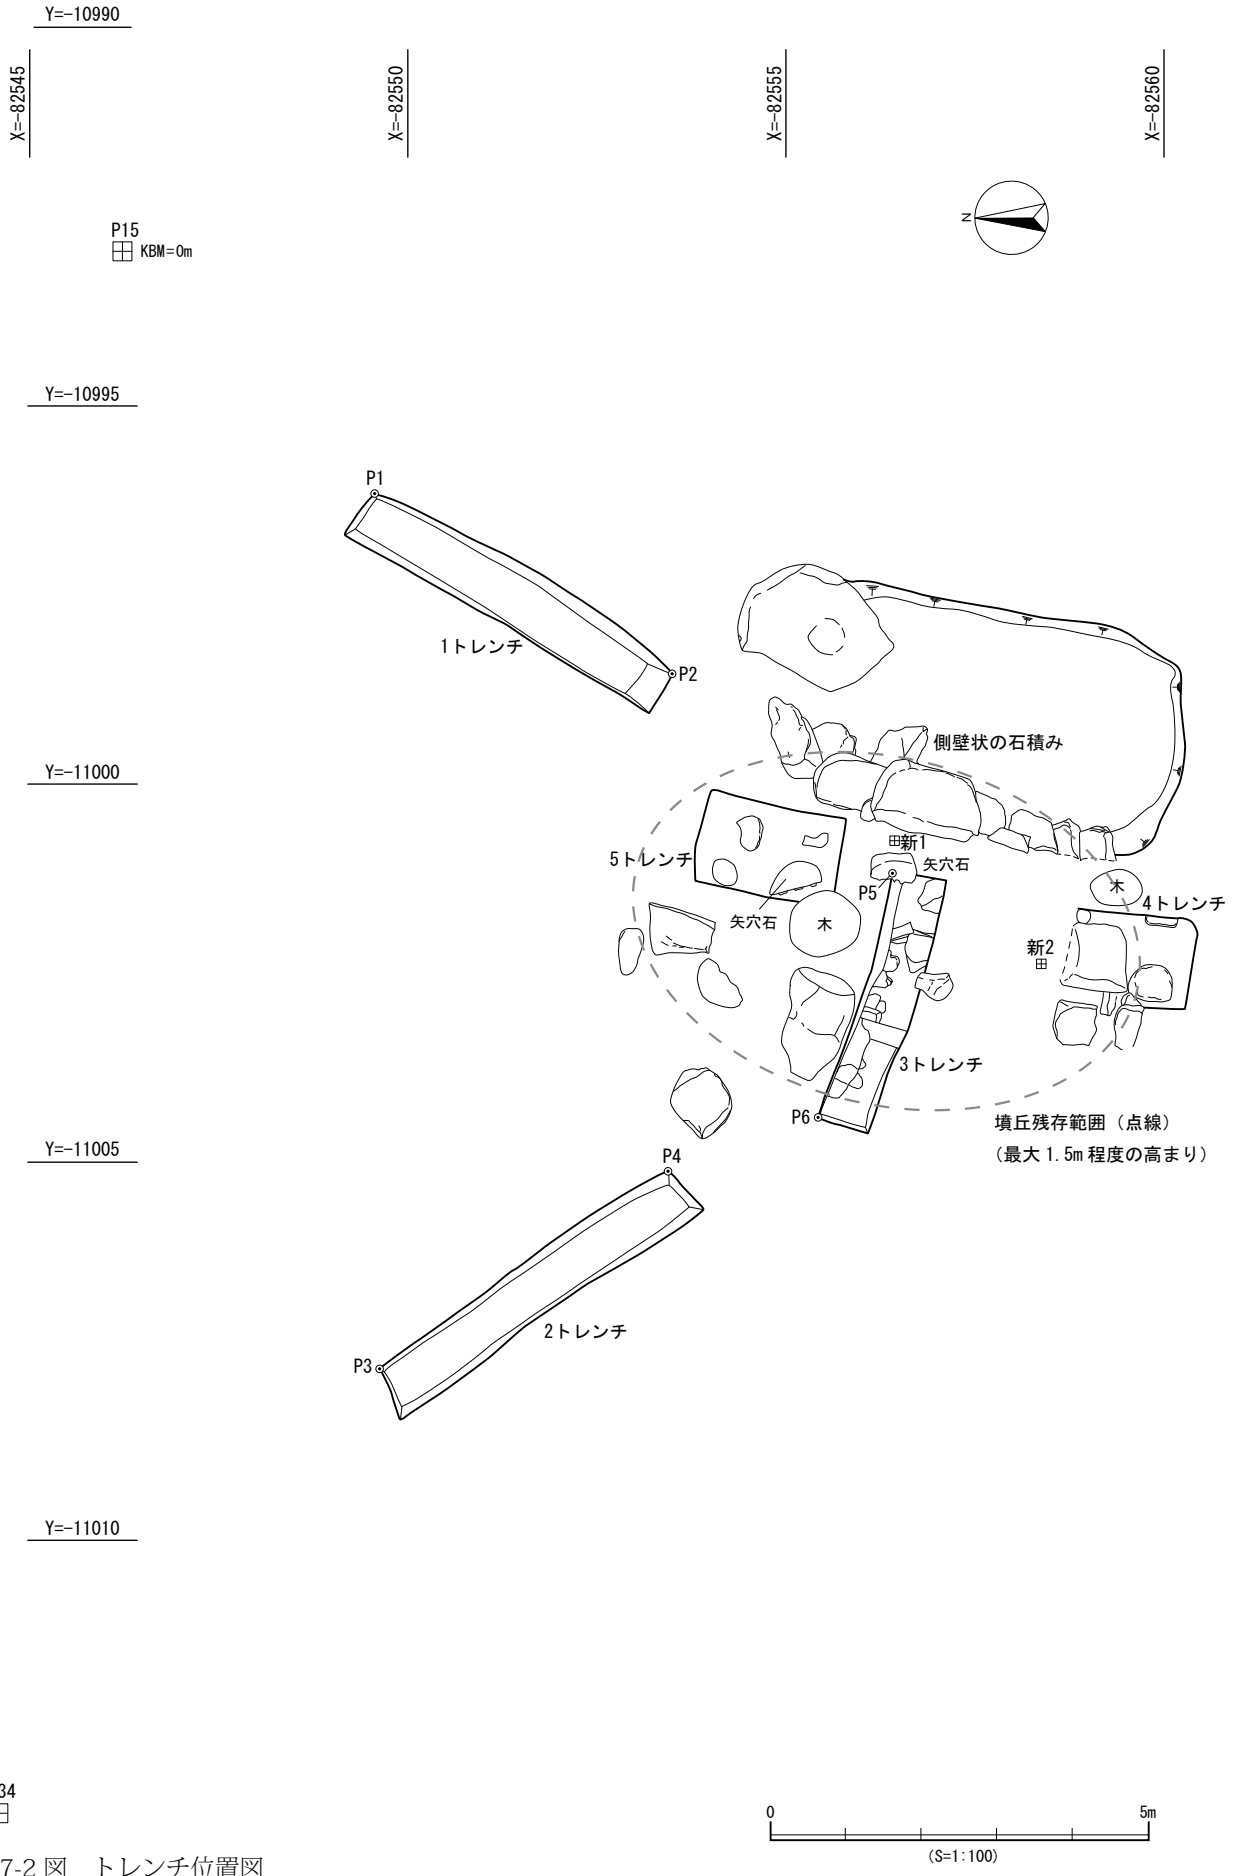 Y=-10990
X=-82545
X=-82550
X=-82555
X=-82560
N
P15
KBM=0m
Y=-10995
P1
1トレンチ
P2
側壁状の石積み
Y=-11000
新1
5トレンチ
矢穴石
P5
木
4トレンチ
矢穴石
木
新2
3トレンチ
P6
墳丘残存範囲（点線）
（最大1.5m程度の高まり）
Y=-11005
P4
2トレンチ
P3
Y=-11010
34
0 5m
(S=1:100)
7-2図 トレンチ位置図